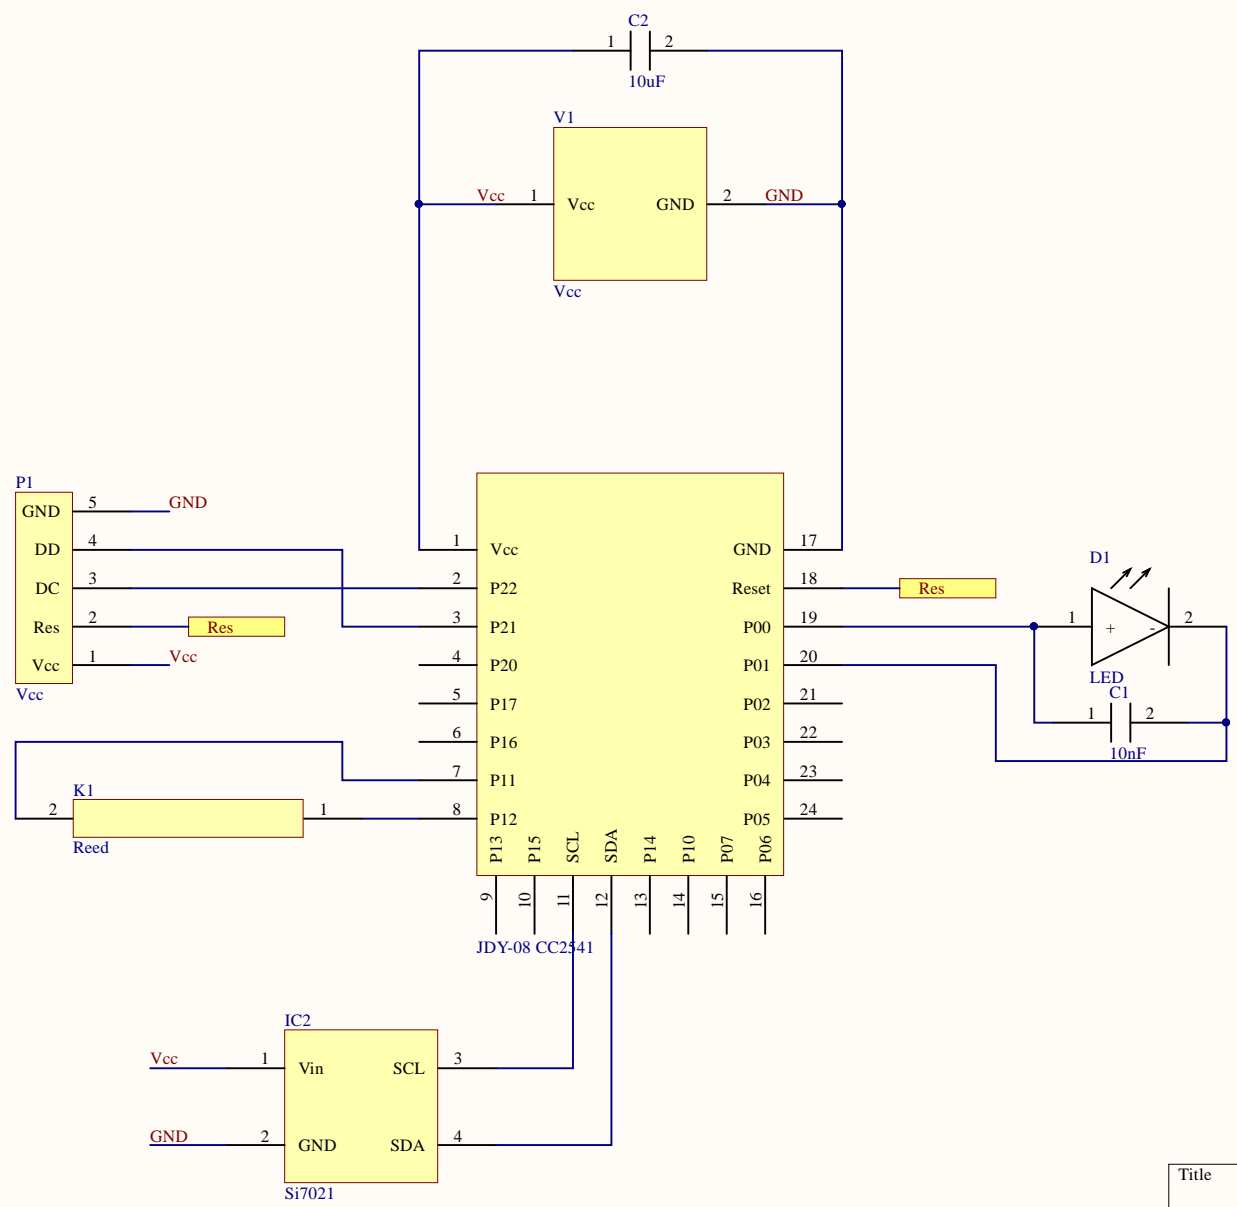 C2
1 2
10uF
V1
Vcc 1 Vcc GND 2 GND
Vcc
P1
GND 5 GND
DD 4
DC 3
Res 2 Res
Vcc 1 Vcc
Vcc
1 Vcc GND 17
2 P22 Reset 18 Res
3 P21 P00 19
4 P20 P01 20
5 P17 P02 21
6 P16 P03 22
7 P11 P04 23
8 P12 P05 24
P13 P15 SCL SDA P14 P10 P07 P06
9 10 11 12 13 14 15 16
JDY-08 CC2541
D1
1 + - 2
LED
C1
1 2
10nF
K1
2 1
Reed
IC2
Vcc 1 Vin SCL 3
GND 2 GND SDA 4
Si7021
Title